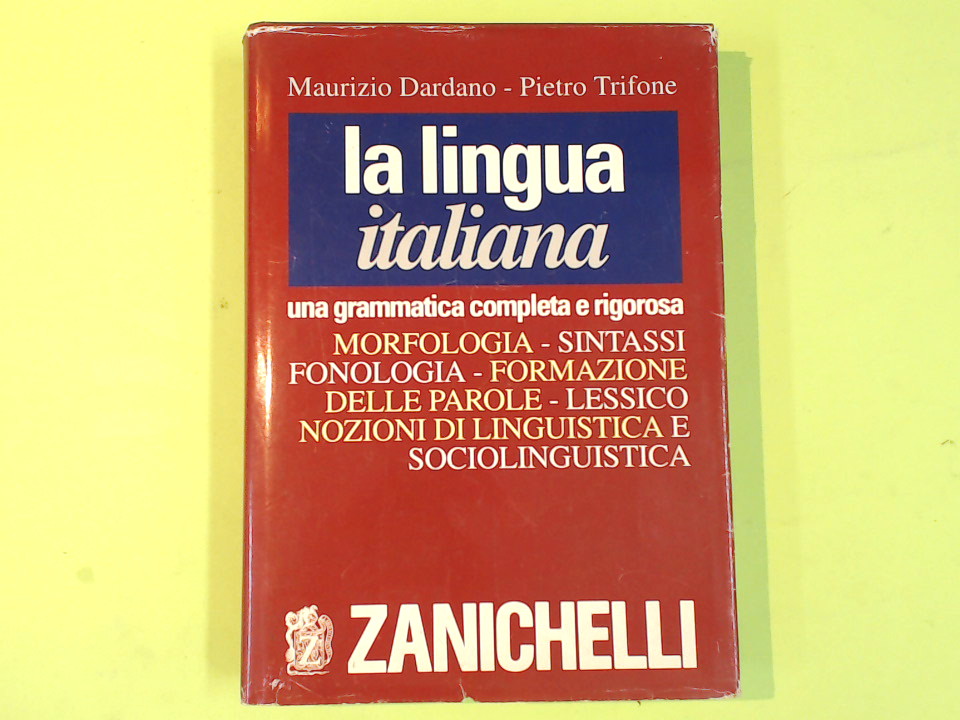 Maurizio Dardano - Pietro Trifone
la lingua
italiana
una grammatica completa e rigorosa
MORFOLOGIA - SINTASSI
FONOLOGIA - FORMAZIONE
DELLE PAROLE - LESSICO
NOZIONI DI LINGUISTICA E
SOCIOLINGUISTICA
Z ZANICHELLI